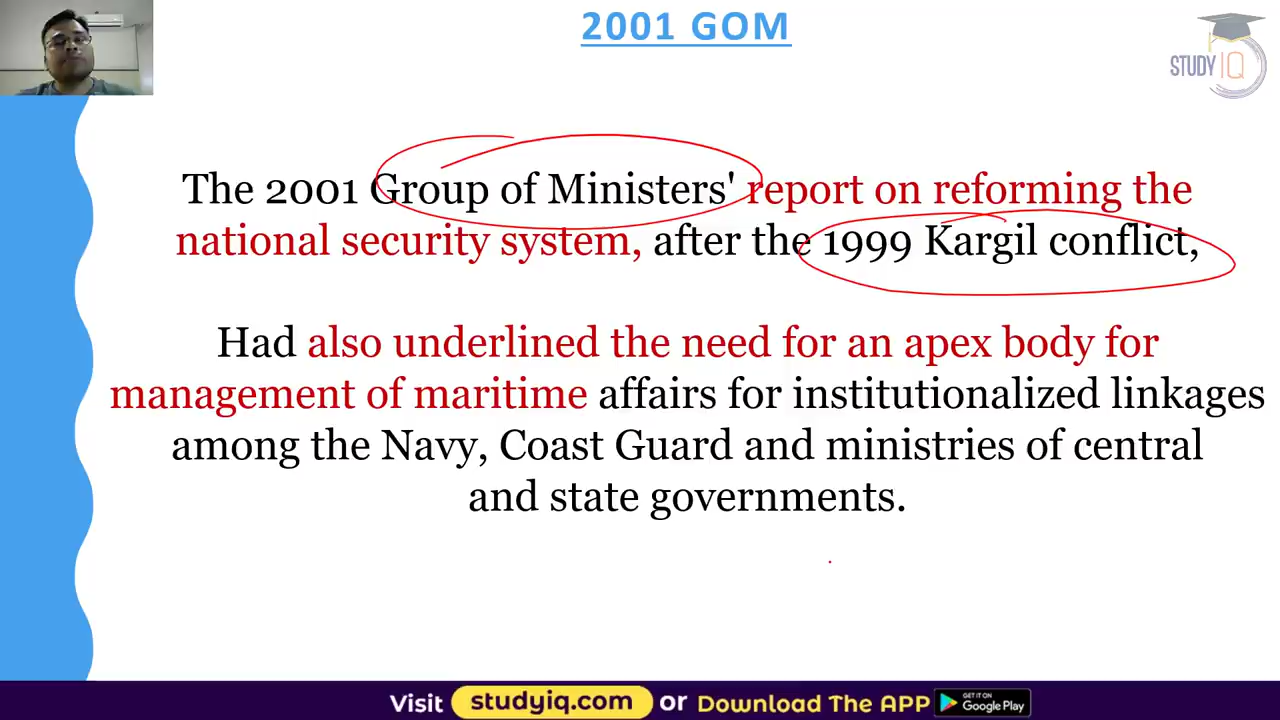 2001 GOM
STUDY IQ
The 2001 Group of Ministers' report on reforming the
national security system, after the 1999 Kargil conflict,
Had also underlined the need for an apex body for
management of maritime affairs for institutionalized linkages
among the Navy, Coast Guard and ministries of central
and state governments.
Visit studyiq.com or Download The APP GET IT ON Google Play